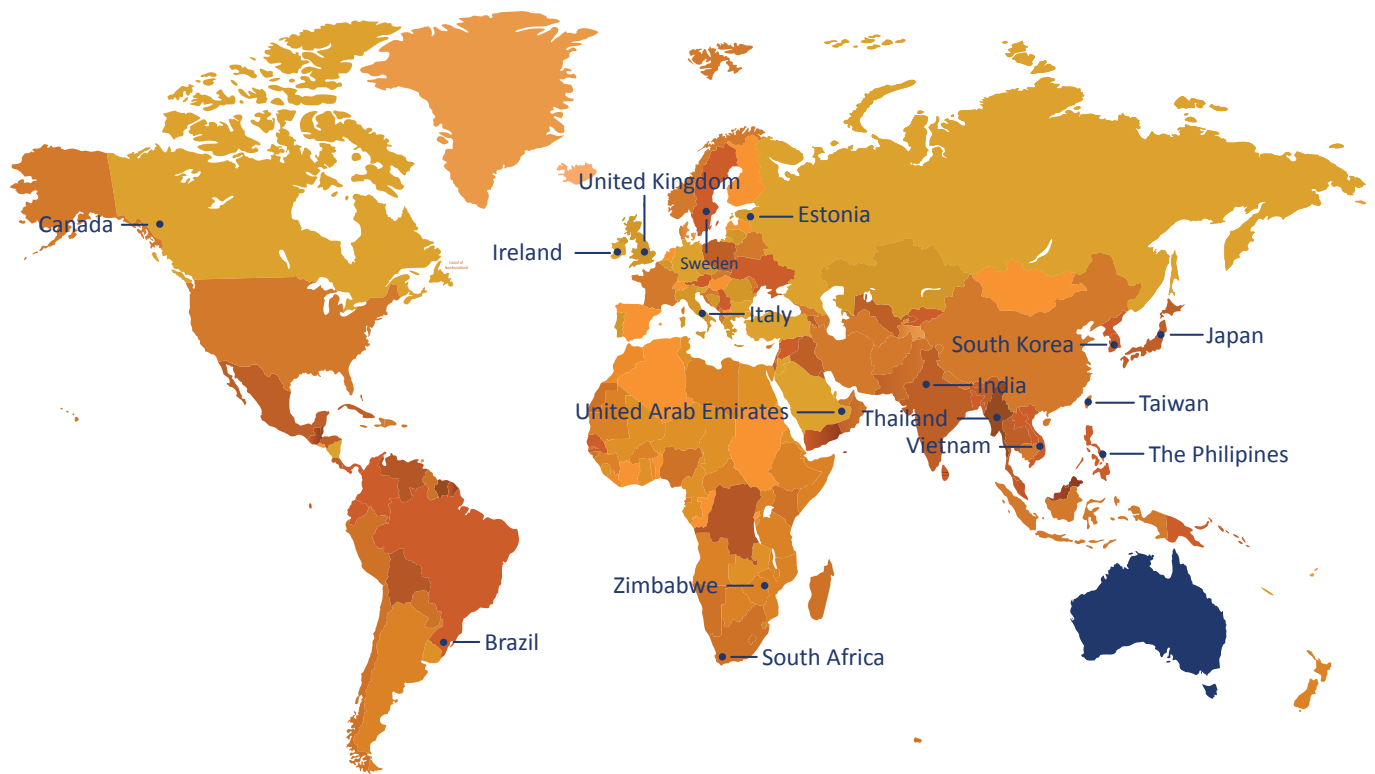 United Kingdom
Estonia
Canada
Ireland
Sweden
Italy
South Korea
Japan
India
United Arab Emirates
Thailand
Taiwan
Vietnam
The Philipines
Zimbabwe
Brazil
South Africa